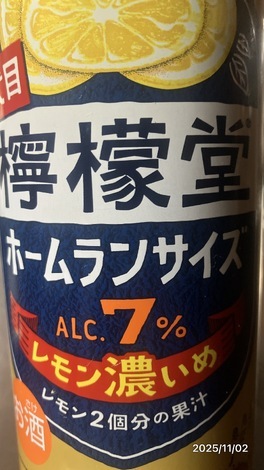 目
檸檬堂
ホームランサイズ
ALC. 7%
レモン濃いめ
レモン2個分の果汁
お酒
2025/11/02